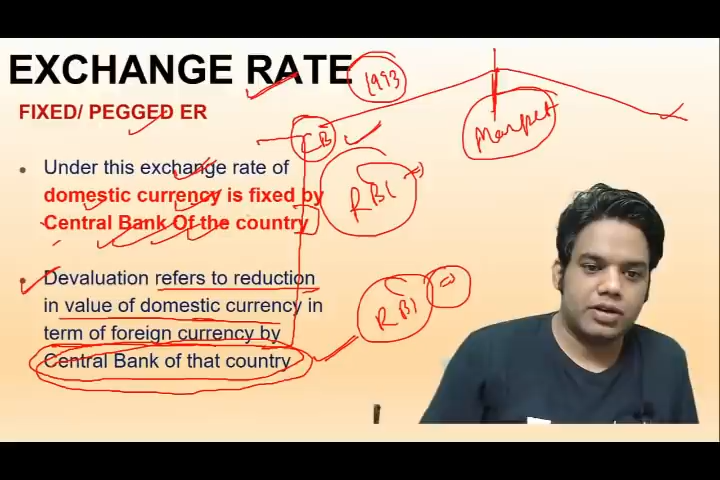 EXCHANGE RATE
1993
FIXED/ PEGGED ER
CB
Market
Under this exchange rate of
domestic currency is fixed by
Central Bank Of the country
RBI
Devaluation refers to reduction
in value of domestic currency in
term of foreign currency by
Central Bank of that country
RBI